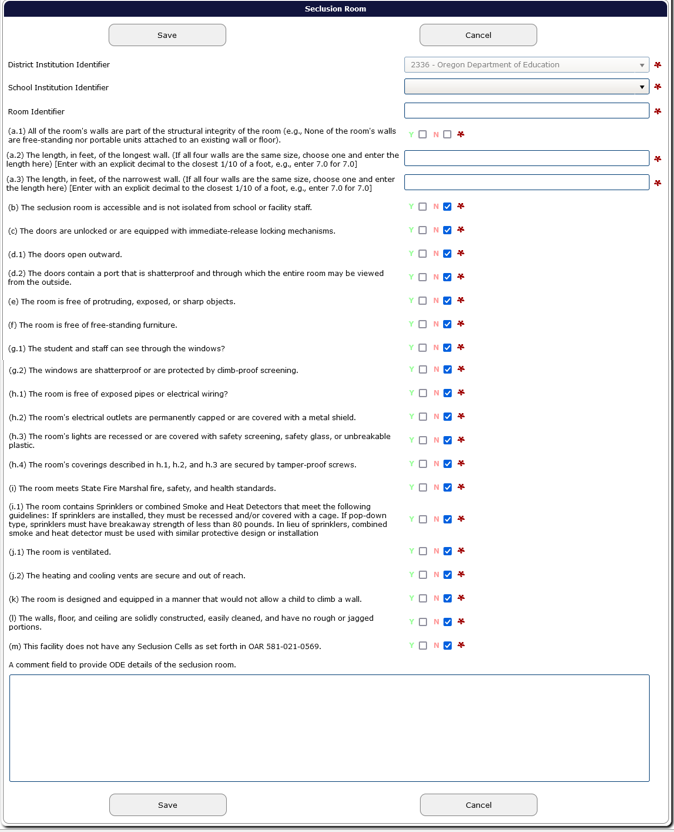 Seclusion Room
Save Cancel
District Institution Identifier 2336 - Oregon Department of Education *
School Institution Identifier *
Room Identifier *
(a.1) All of the room's walls are part of the structural integrity of the room (e.g., None of the room's walls
are free-standing nor portable units attached to an existing wall or floor). Y N *
(a.2) The length, in feet, of the longest wall. (If all four walls are the same size, choose one and enter the
length here) [Enter with an explicit decimal to the closest 1/10 of a foot, e.g., enter 7.0 for 7.0] *
(a.3) The length, in feet, of the narrowest wall. (If all four walls are the same size, choose one and enter
the length here) [Enter with an explicit decimal to the closest 1/10 of a foot, e.g., enter 7.0 for 7.0] *
(b) The seclusion room is accessible and is not isolated from school or facility staff. Y N *
(c) The doors are unlocked or are equipped with immediate-release locking mechanisms. Y N *
(d.1) The doors open outward. Y N *
(d.2) The doors contain a port that is shatterproof and through which the entire room may be viewed
from the outside. Y N *
(e) The room is free of protruding, exposed, or sharp objects. Y N *
(f) The room is free of free-standing furniture. Y N *
(g.1) The student and staff can see through the windows? Y N *
(g.2) The windows are shatterproof or are protected by climb-proof screening. Y N *
(h.1) The room is free of exposed pipes or electrical wiring? Y N *
(h.2) The room's electrical outlets are permanently capped or are covered with a metal shield. Y N *
(h.3) The room's lights are recessed or are covered with safety screening, safety glass, or unbreakable
plastic. Y N *
(h.4) The room's coverings described in h.1, h.2, and h.3 are secured by tamper-proof screws. Y N *
(i) The room meets State Fire Marshal fire, safety, and health standards. Y N *
(i.1) The room contains Sprinklers or combined Smoke and Heat Detectors that meet the following
guidelines: If sprinklers are installed, they must be recessed and/or covered with a cage. If pop-down
type, sprinklers must have breakaway strength of less than 80 pounds. In lieu of sprinklers, combined
smoke and heat detector must be used with similar protective design or installation Y N *
(j.1) The room is ventilated. Y N *
(j.2) The heating and cooling vents are secure and out of reach. Y N *
(k) The room is designed and equipped in a manner that would not allow a child to climb a wall. Y N *
(l) The walls, floor, and ceiling are solidly constructed, easily cleaned, and have no rough or jagged
portions. Y N *
(m) This facility does not have any Seclusion Cells as set forth in OAR 581-021-0569. Y N *
A comment field to provide ODE details of the seclusion room.
Save Cancel